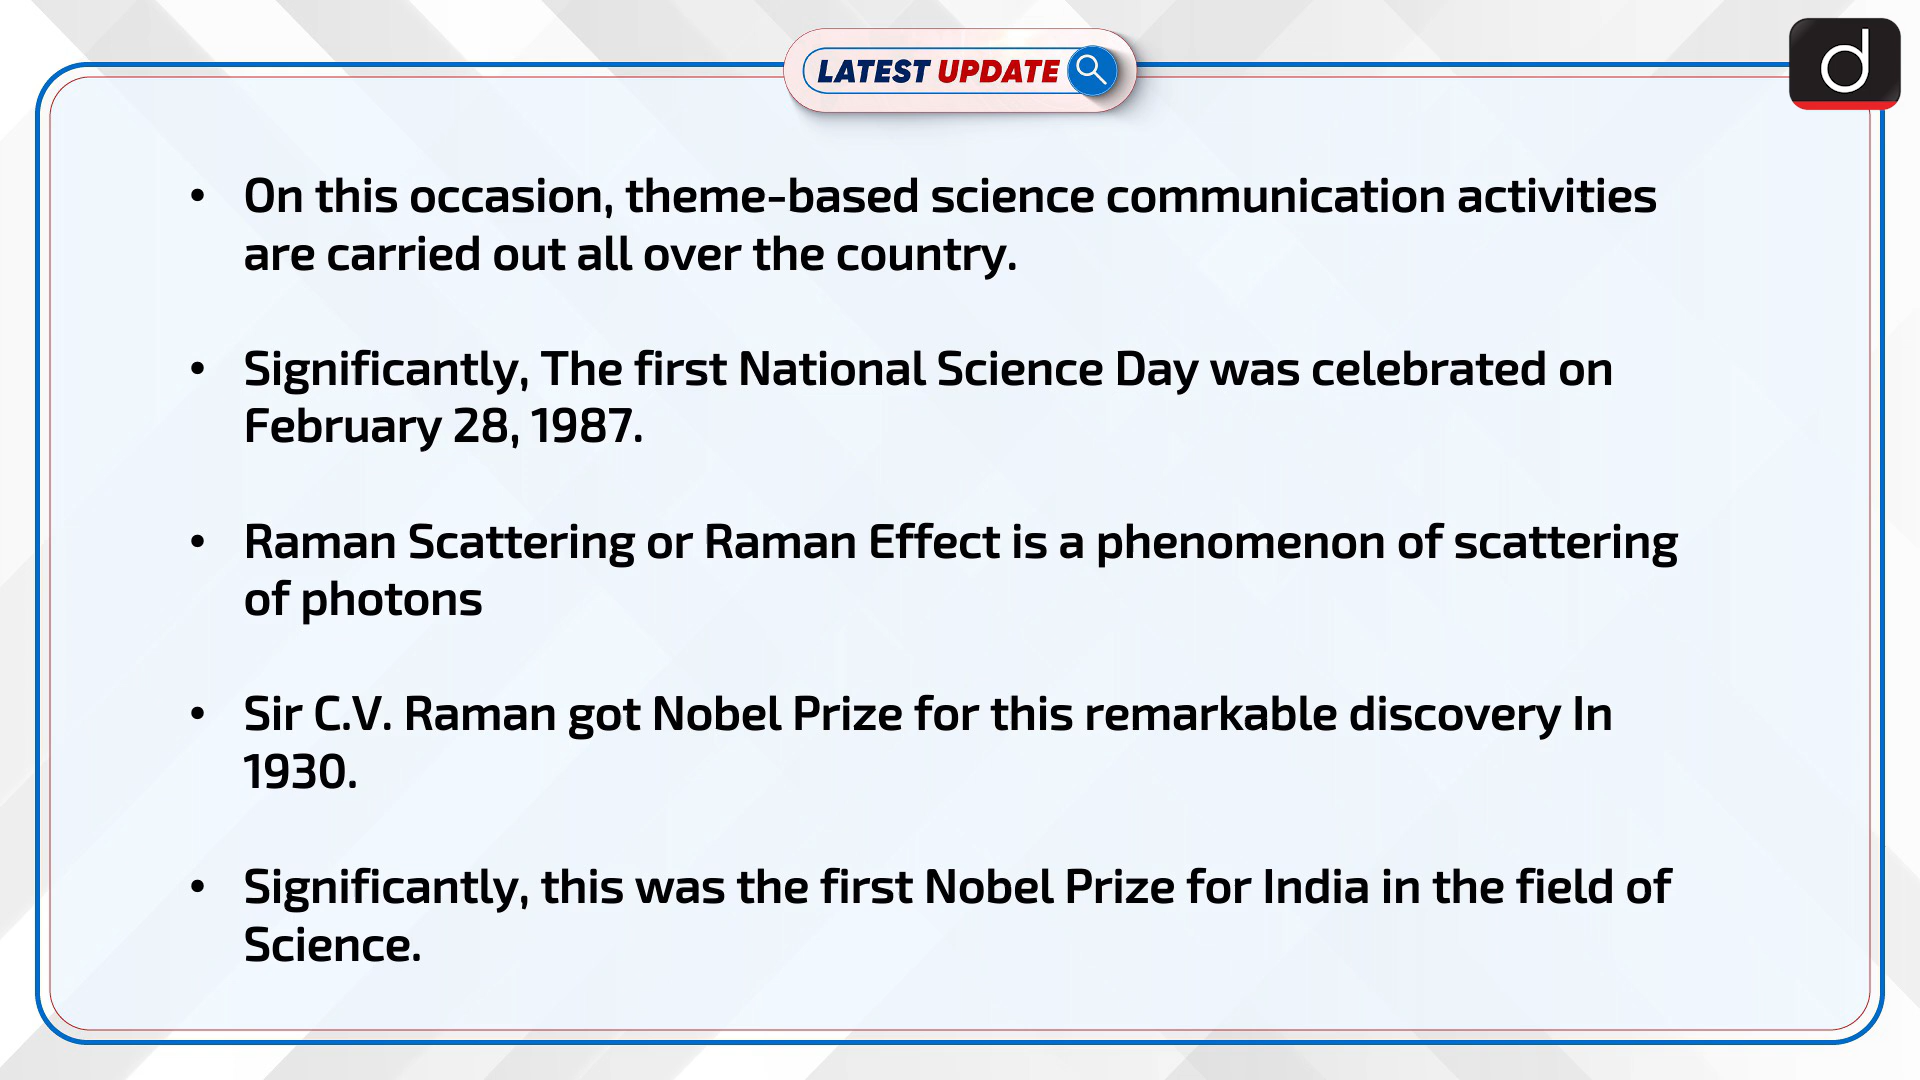 LATEST UPDATE
d
• On this occasion, theme-based science communication activities
are carried out all over the country.
• Significantly, The first National Science Day was celebrated on
February 28, 1987.
• Raman Scattering or Raman Effect is a phenomenon of scattering
of photons
• Sir C.V. Raman got Nobel Prize for this remarkable discovery In
1930.
• Significantly, this was the first Nobel Prize for India in the field of
Science.